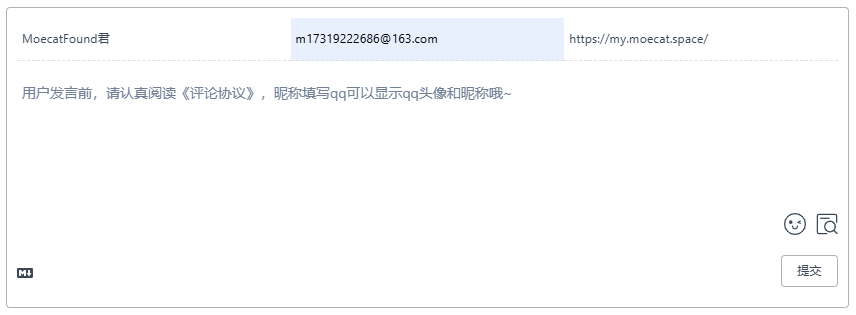 MoecatFound君 m17319222686@163.com https://my.moecat.space/
用户发言前，请认真阅读《评论协议》，昵称填写qq可以显示qq头像和昵称哦~
M↓
提交